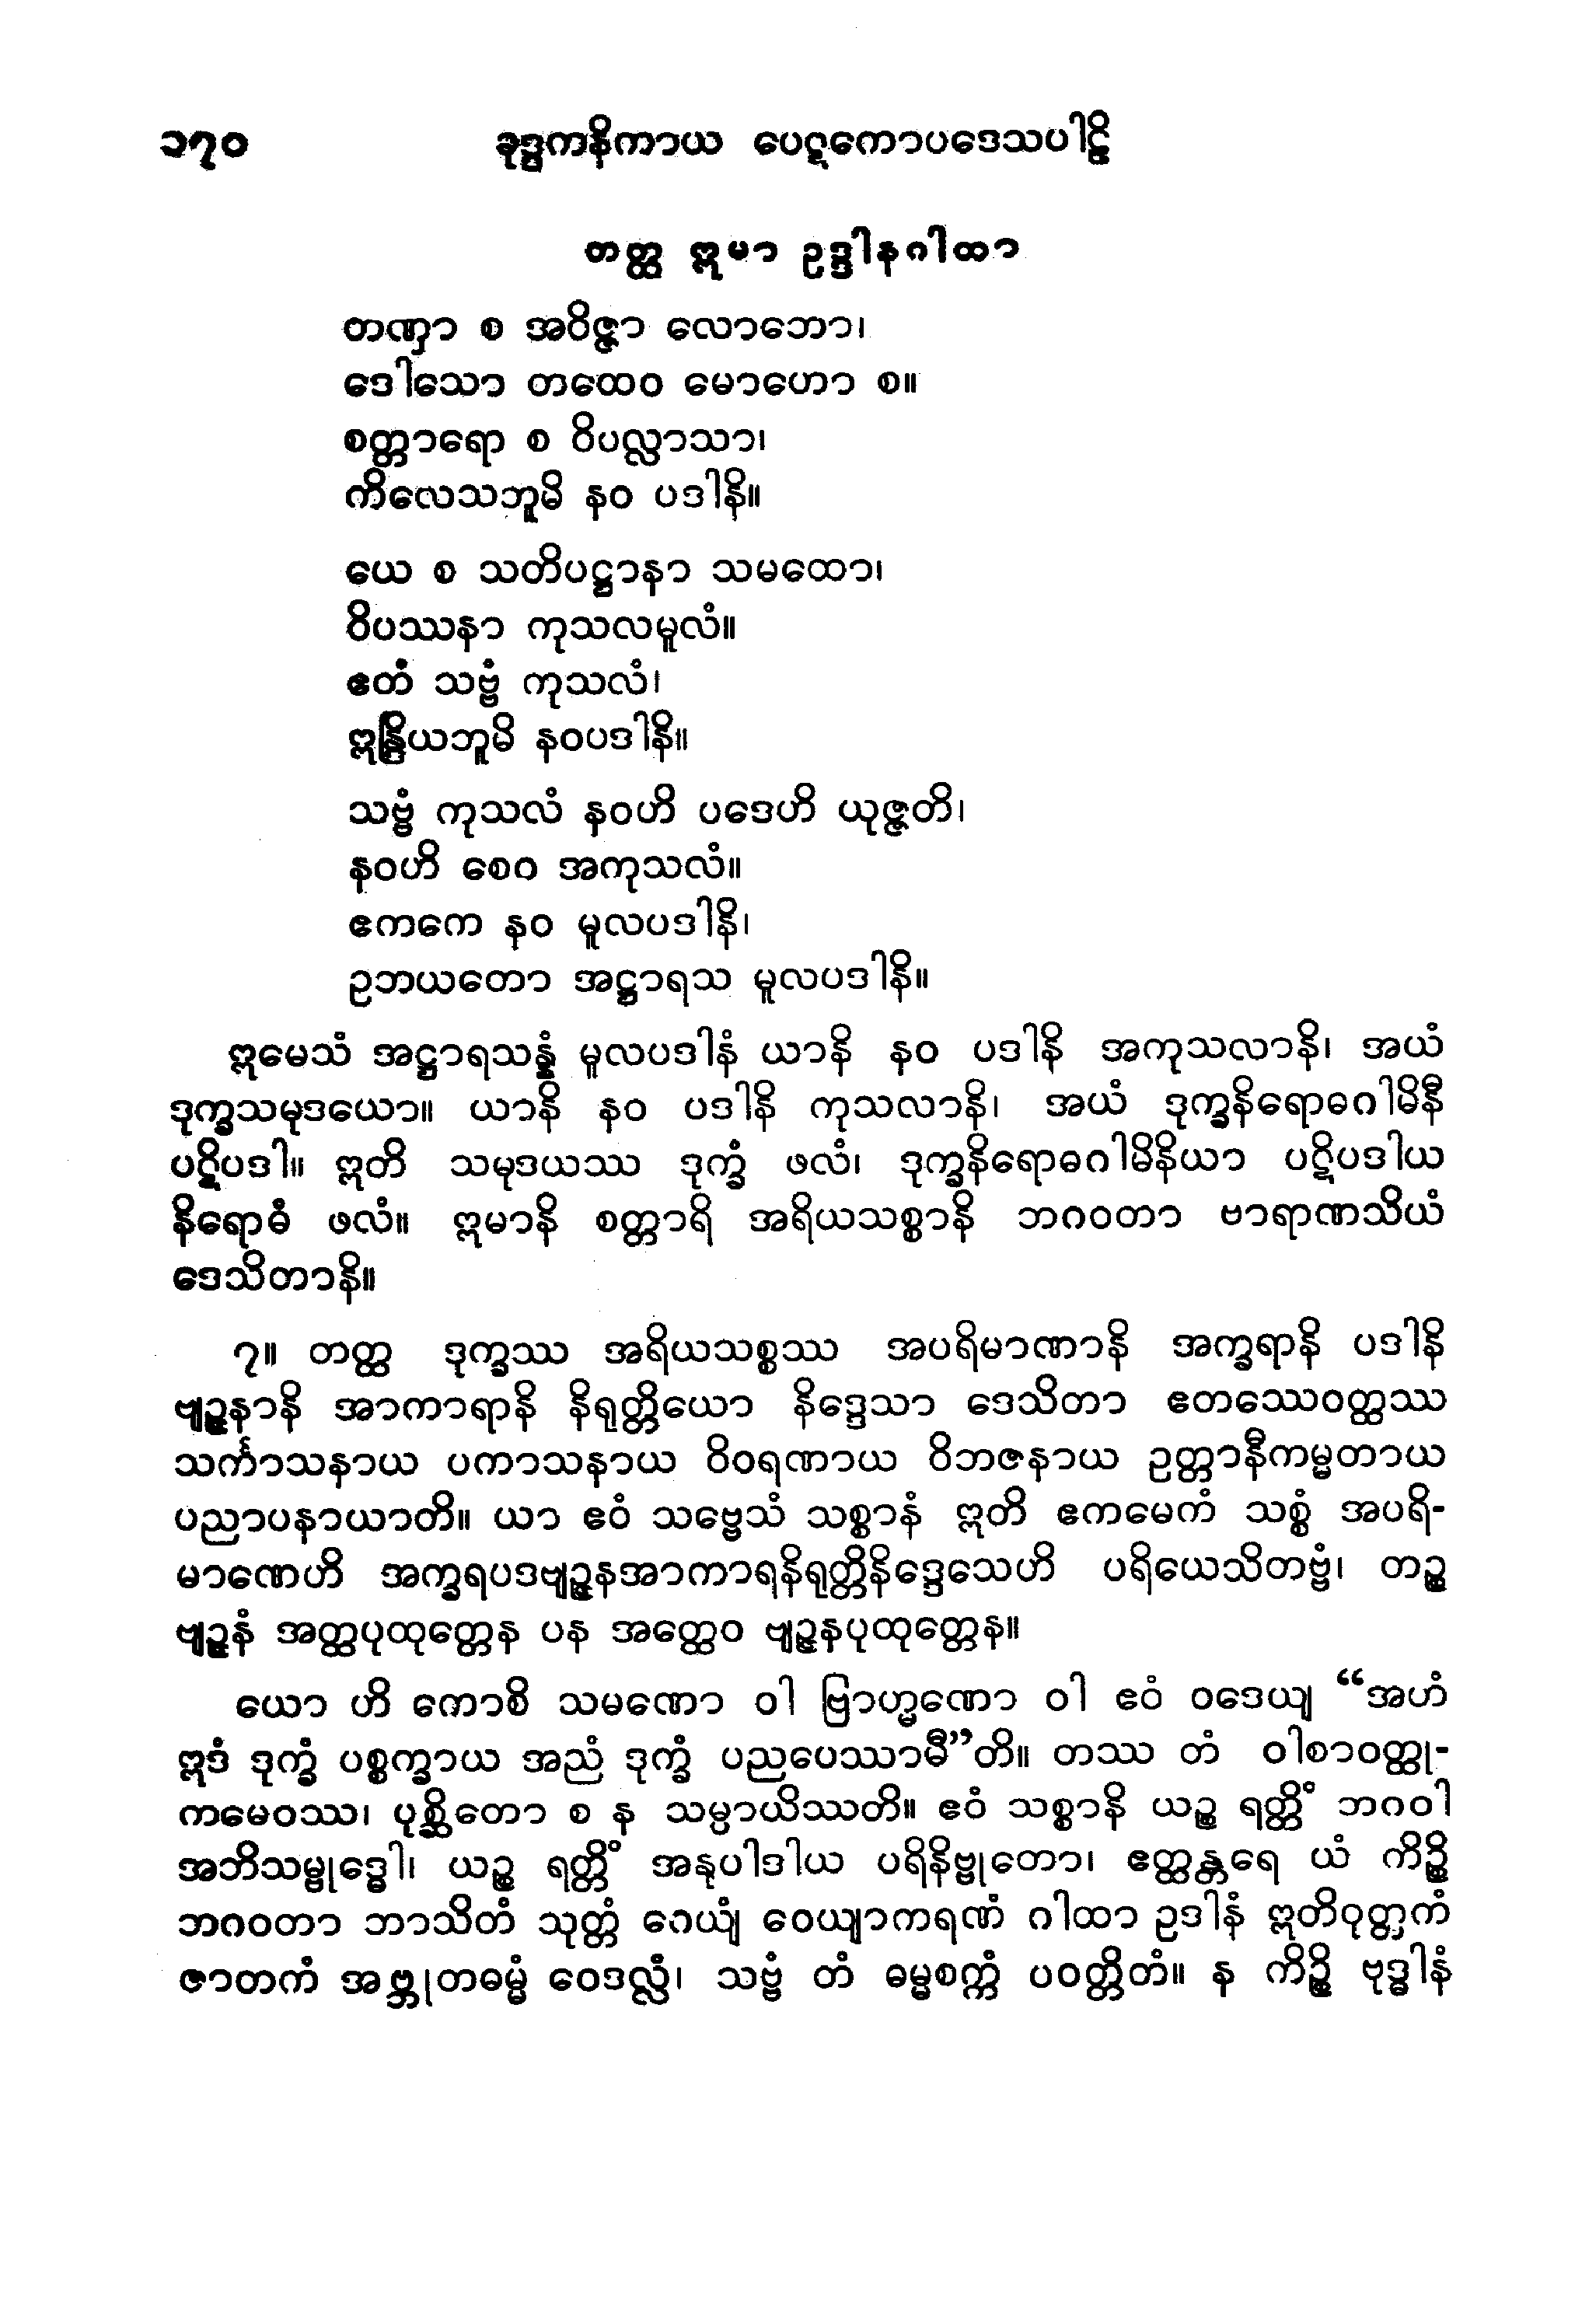 ၁၇၀ ခုဒ္ဒကနိကာယ ပေဋကောပဒေသပါဠိ
တတ္ထ ဣမာ ဥဒ္ဒါနဂါထာ
တဏှာ စ အဝိဇ္ဇာ လောဘော၊
ဒေါသော တထေဝ မောဟော စ။
စတ္တာရော စ ဝိပလ္လာသာ၊
ကိလေသဘူမိ နဝ ပဒါနိ။
ယေ စ သတိပဋ္ဌာနာ သမထော၊
ဝိပဿနာ ကုသလမူလံ။
ဧတံ သဗ္ဗံ ကုသလံ၊
ဣန္ဒြိယဘူမိ နဝပဒါနိ။
သဗ္ဗံ ကုသလံ နဝဟိ ပဒေဟိ ယုဇ္ဇတိ၊
နဝဟိ စေဝ အကုသလံ။
ဧကကေ နဝ မူလပဒါနိ၊
ဥဘယတော အဋ္ဌာရသ မူလပဒါနိ။
ဣမေသံ အဋ္ဌာရသန္နံ မူလပဒါနံ ယာနိ နဝ ပဒါနိ အကုသလာနိ၊ အယံ
ဒုက္ခသမုဒယော။ ယာနိ နဝ ပဒါနိ ကုသလာနိ၊ အယံ ဒုက္ခနိရောဓဂါမိနီ
ပဋိပဒါ။ ဣတိ သမုဒယဿ ဒုက္ခံ ဖလံ၊ ဒုက္ခနိရောဓဂါမိနိယာ ပဋိပဒါယ
နိရောဓံ ဖလံ။ ဣမာနိ စတ္တာရိ အရိယသစ္စာနိ ဘဂဝတာ ဗာရာဏသိယံ
ဒေသိတာနိ။
၇။ တတ္ထ ဒုက္ခဿ အရိယသစ္စဿ အပရိမာဏာနိ အက္ခရာနိ ပဒါနိ
ဗျဉ္ဇနာနိ အာကာရာနိ နိရုတ္တိယော နိဒ္ဒေသာ ဒေသိတာ ဧတဿေဝတ္ထဿ
သင်္ကာသနာယ ပကာသနာယ ဝိဝရဏာယ ဝိဘဇနာယ ဥတ္တာနီကမ္မတာယ
ပညာပနာယာတိ။ ယာ ဧဝံ သဗ္ဗေသံ သစ္စာနံ ဣတိ ဧကမေကံ သစ္စံ အပရိ-
မာဏေဟိ အက္ခရပဒဗျဉ္ဇနအာကာရနိရုတ္တိနိဒ္ဒေသေဟိ ပရိယေသိတဗ္ဗံ၊ တဉ္စ
ဗျဉ္ဇနံ အတ္ထပုထုတ္တေန ပန အတ္ထေဝ ဗျဉ္ဇနပုထုတ္တေန။
ယော ဟိ ကောစိ သမဏော ဝါ ဗြာဟ္မဏော ဝါ ဧဝံ ဝဒေယျ “အဟံ
ဣဒံ ဒုက္ခံ ပစ္စက္ခာယ အညံ ဒုက္ခံ ပညပေဿာမီ”တိ။ တဿ တံ ဝါစာဝတ္ထု-
ကမေဝဿ၊ ပုစ္ဆိတော စ န သမ္ပာယိဿတိ။ ဧဝံ သစ္စာနိ ယဉ္စ ရတ္တိံ ဘဂဝါ
အဘိသမ္ဗုဒ္ဓေါ၊ ယဉ္စ ရတ္တိံ အနုပါဒါယ ပရိနိဗ္ဗုတော၊ ဧတ္ထန္တရေ ယံ ကိဉ္စိ
ဘဂဝတာ ဘာသိတံ သုတ္တံ ဂေယျံ ဝေယျာကရဏံ ဂါထာ ဥဒါနံ ဣတိဝုတ္တကံ
ဇာတကံ အဗ္ဘုတဓမ္မံ ဝေဒလ္လံ၊ သဗ္ဗံ တံ ဓမ္မစက္ကံ ပဝတ္တိတံ။ န ကိဉ္စိ ဗုဒ္ဓါနံ